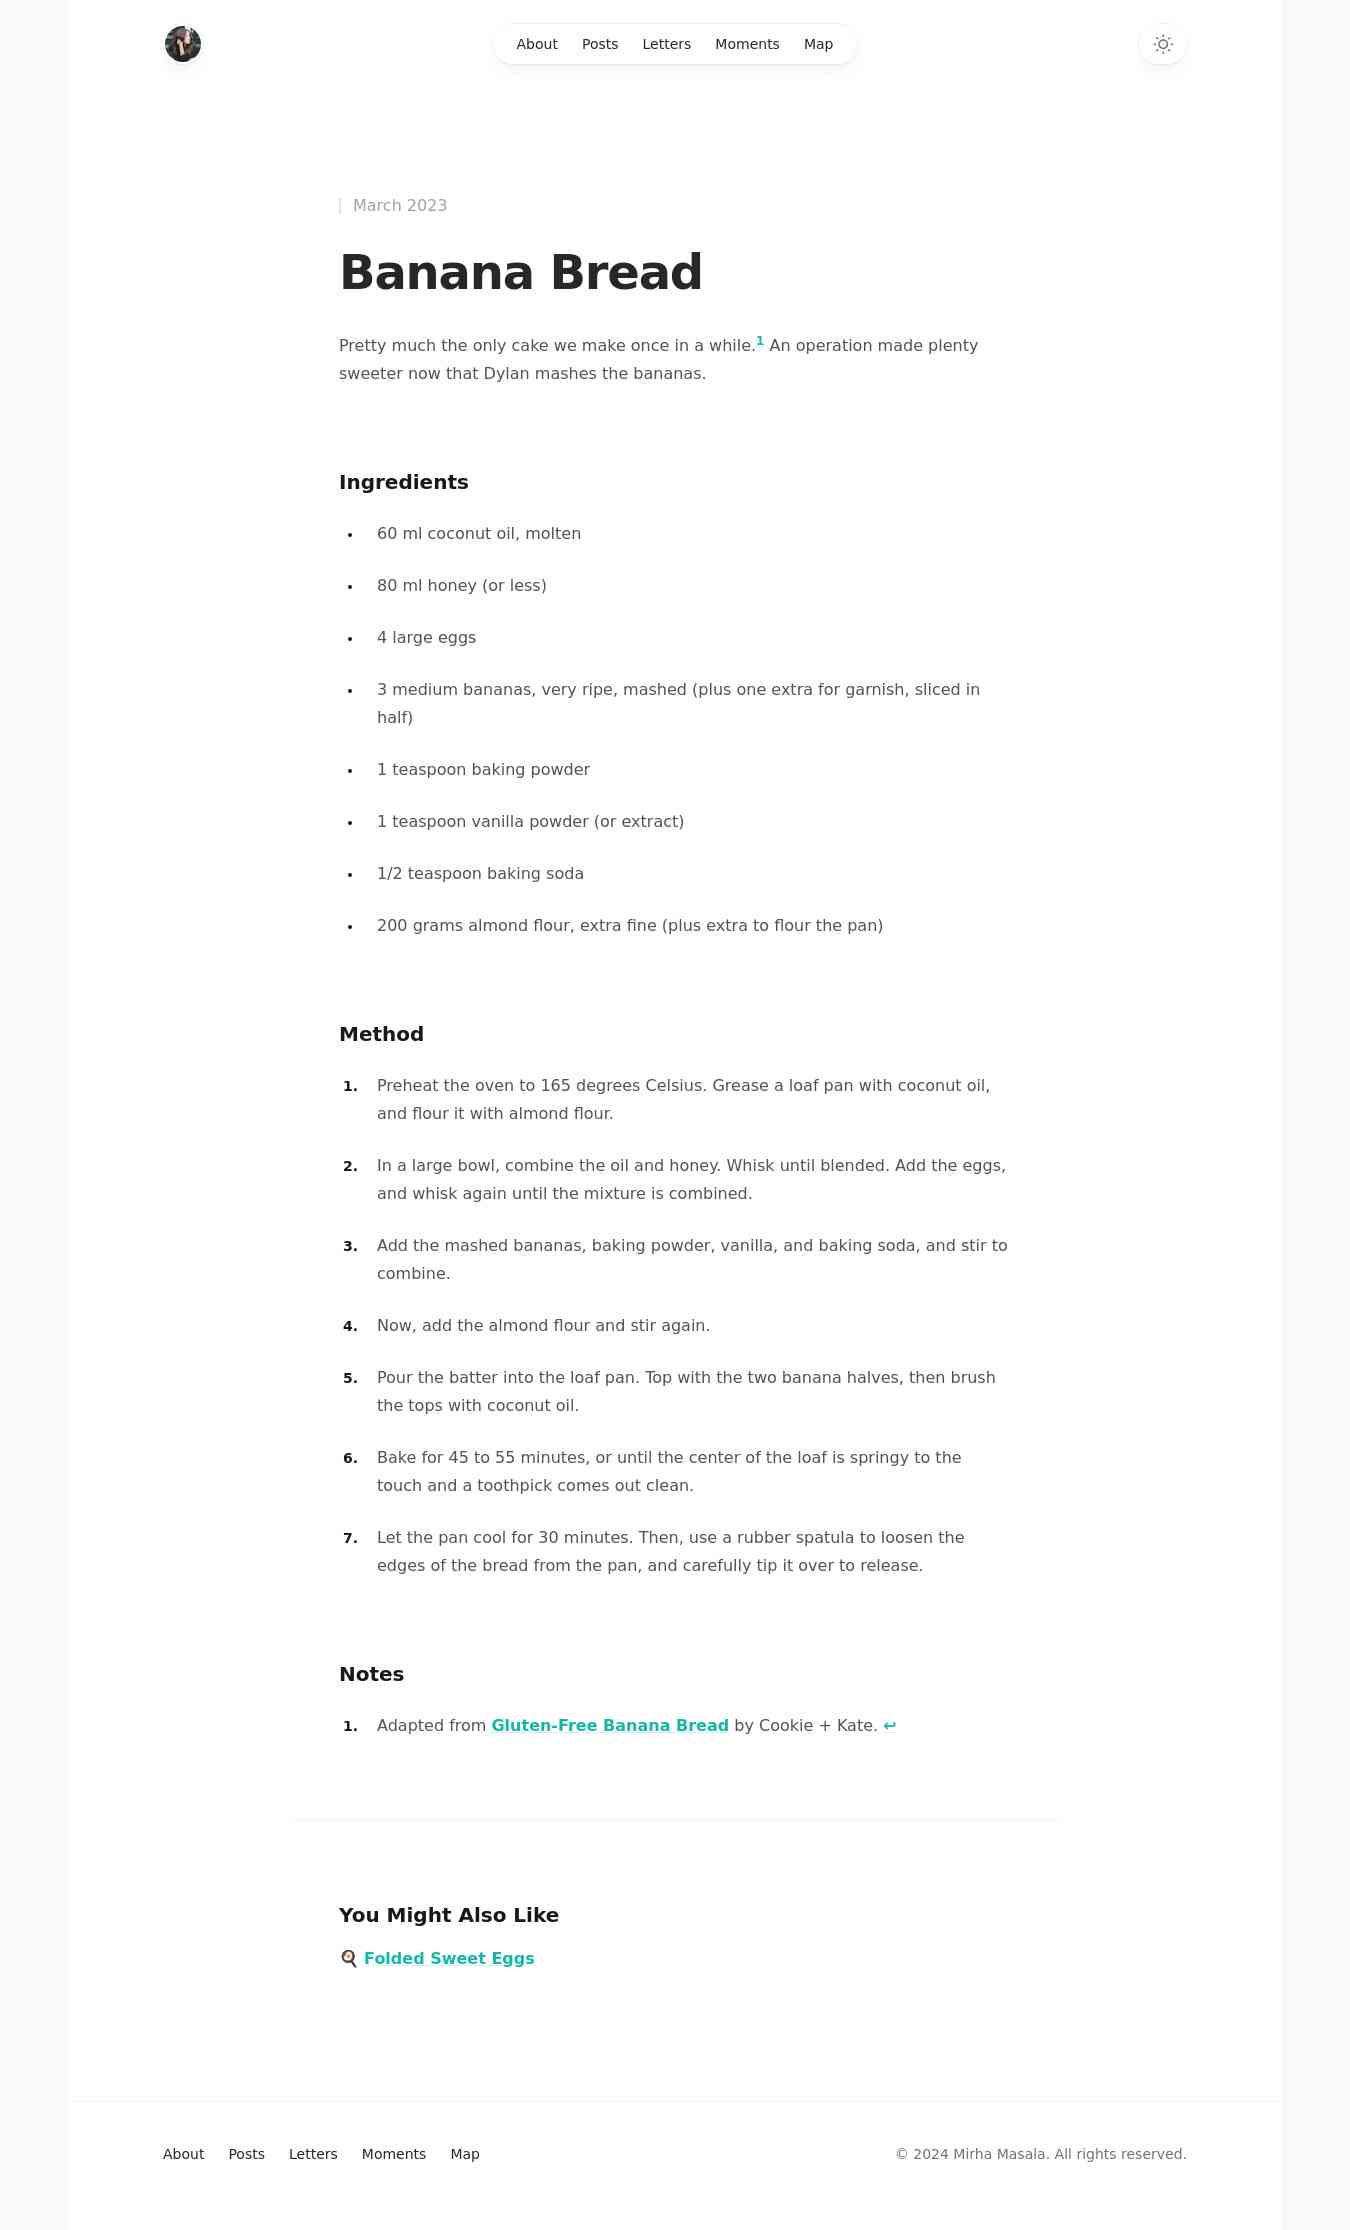 About Posts Letters Moments Map
March 2023
Banana Bread
Pretty much the only cake we make once in a while.1 An operation made plenty
sweeter now that Dylan mashes the bananas.
Ingredients
• 60 ml coconut oil, molten
• 80 ml honey (or less)
• 4 large eggs
• 3 medium bananas, very ripe, mashed (plus one extra for garnish, sliced in
half)
• 1 teaspoon baking powder
• 1 teaspoon vanilla powder (or extract)
• 1/2 teaspoon baking soda
• 200 grams almond flour, extra fine (plus extra to flour the pan)
Method
1. Preheat the oven to 165 degrees Celsius. Grease a loaf pan with coconut oil,
and flour it with almond flour.
2. In a large bowl, combine the oil and honey. Whisk until blended. Add the eggs,
and whisk again until the mixture is combined.
3. Add the mashed bananas, baking powder, vanilla, and baking soda, and stir to
combine.
4. Now, add the almond flour and stir again.
5. Pour the batter into the loaf pan. Top with the two banana halves, then brush
the tops with coconut oil.
6. Bake for 45 to 55 minutes, or until the center of the loaf is springy to the
touch and a toothpick comes out clean.
7. Let the pan cool for 30 minutes. Then, use a rubber spatula to loosen the
edges of the bread from the pan, and carefully tip it over to release.
Notes
1. Adapted from Gluten-Free Banana Bread by Cookie + Kate. ↩
You Might Also Like
🍳 Folded Sweet Eggs
About Posts Letters Moments Map © 2024 Mirha Masala. All rights reserved.